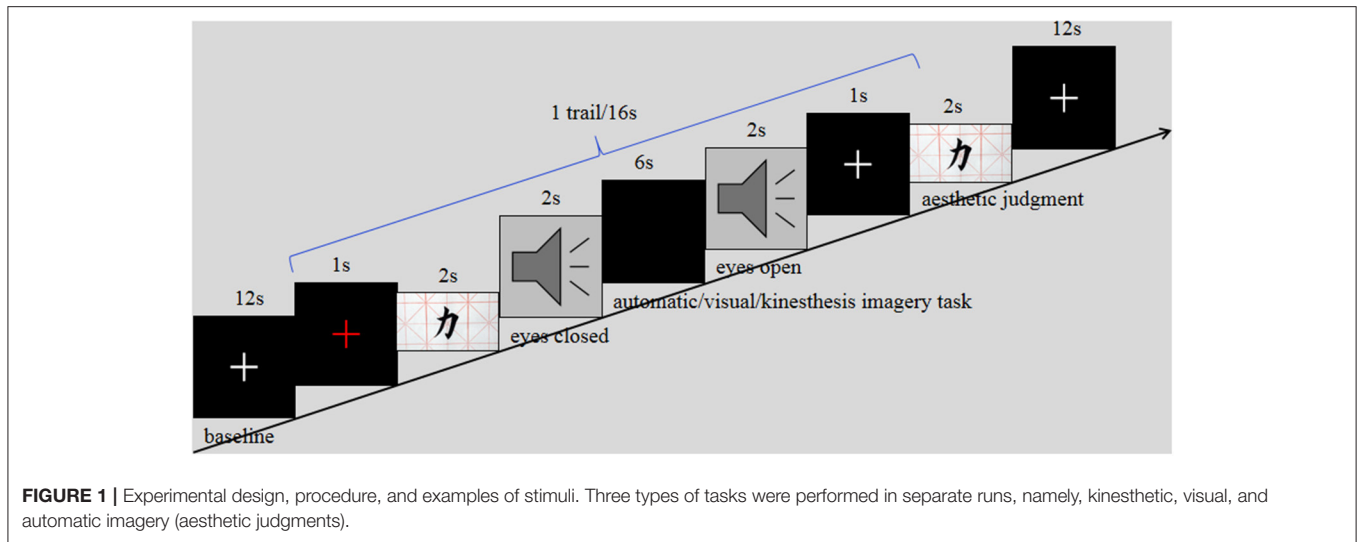 12s
1s
2s
2s
1 trail/16s
6s
2s
1s
2s
12s
力
力
baseline
eyes closed
automatic/visual/kinesthesis imagery task
eyes open
aesthetic judgment
FIGURE 1 | Experimental design, procedure, and examples of stimuli. Three types of tasks were performed in separate runs, namely, kinesthetic, visual, and
automatic imagery (aesthetic judgments).